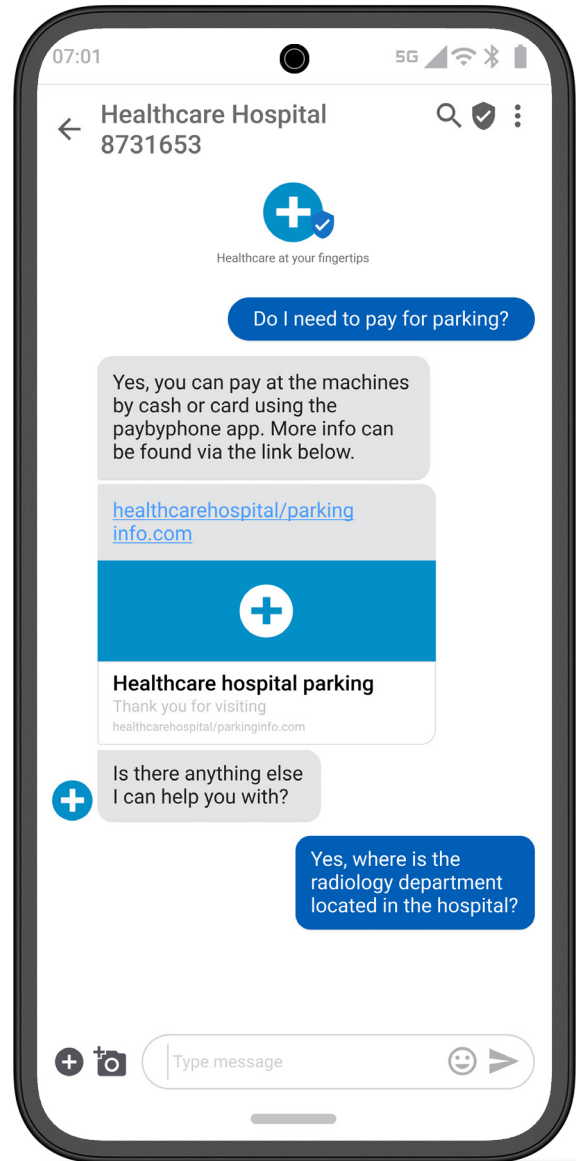 07:01
5G
Healthcare Hospital
8731653
Healthcare at your fingertips
Do I need to pay for parking?
Yes, you can pay at the machines
by cash or card using the
paybyphone app. More info can
be found via the link below.
healthcarehospital/parking
info.com
Healthcare hospital parking
Thank you for visiting
healthcarehospital/parkinginfo.com
Is there anything else
I can help you with?
Yes, where is the
radiology department
located in the hospital?
Type message